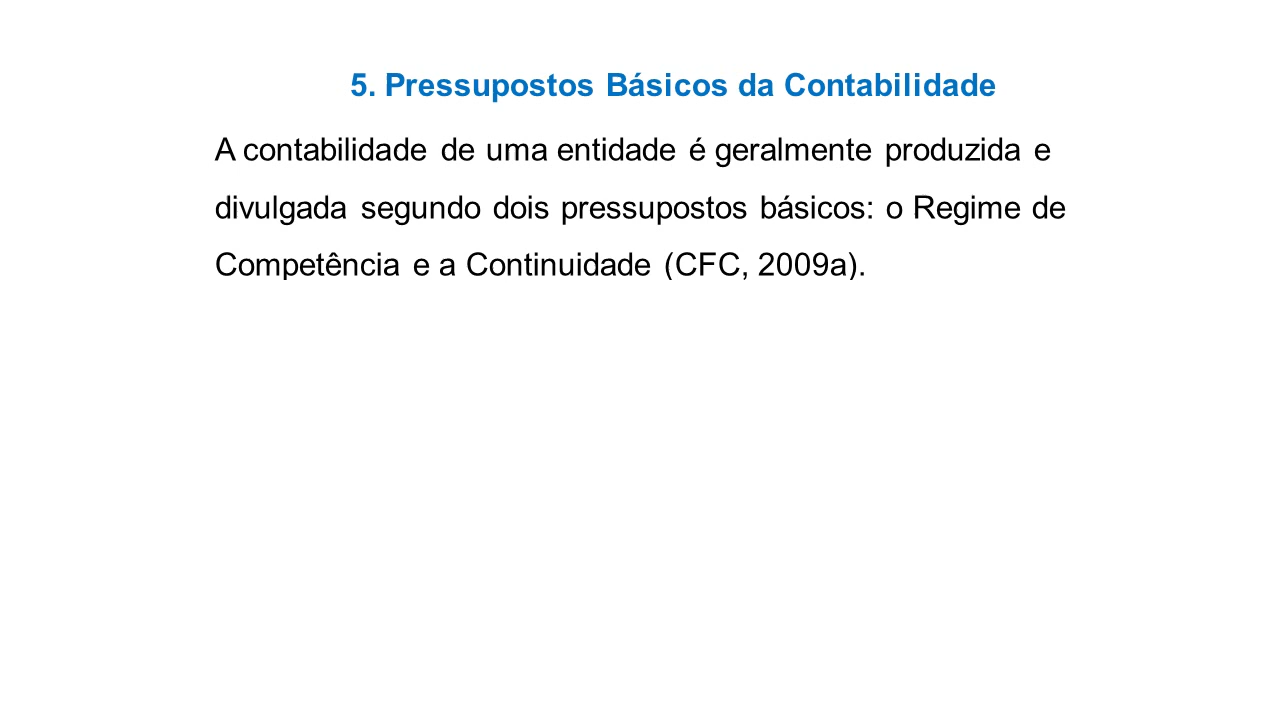 5. Pressupostos Básicos da Contabilidade
A contabilidade de uma entidade é geralmente produzida e
divulgada segundo dois pressupostos básicos: o Regime de
Competência e a Continuidade (CFC, 2009a).